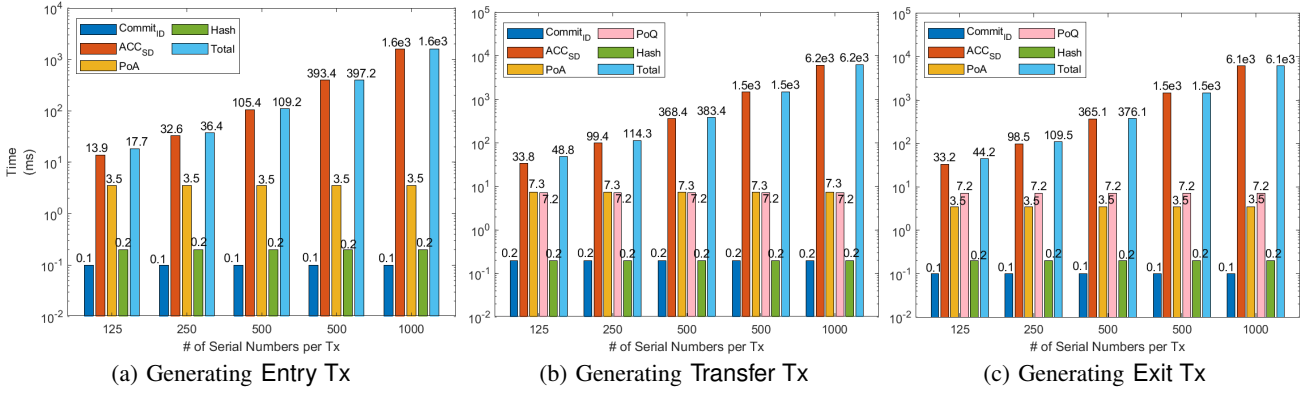 Commit_ID
ACC_SD
PoA
Hash
Total
10^4
10^3
10^2
10^1
10^0
10^-1
10^-2
Time
(ms)
0.1 13.9 3.5 0.2 17.7
0.1 32.6 3.5 0.2 36.4
0.1 105.4 3.5 0.2 109.2
0.1 393.4 3.5 0.2 397.2
0.1 1.6e3 3.5 0.2 1.6e3
125 250 500 500 1000
# of Serial Numbers per Tx
(a) Generating Entry Tx
Commit_ID
ACC_SD
PoA
PoQ
Hash
Total
10^5
10^4
10^3
10^2
10^1
10^0
10^-1
10^-2
0.2 33.8 7.3 7.2 0.2 48.8
0.2 99.4 7.3 7.2 0.2 114.3
0.2 368.4 7.3 7.2 0.2 383.4
0.2 1.5e3 7.3 7.2 0.2 1.5e3
0.2 6.2e3 7.3 7.2 0.2 6.2e3
125 250 500 500 1000
# of Serial Numbers per Tx
(b) Generating Transfer Tx
Commit_ID
ACC_SD
PoA
PoQ
Hash
Total
10^5
10^4
10^3
10^2
10^1
10^0
10^-1
10^-2
0.1 33.2 3.5 7.2 0.2 44.2
0.1 98.5 3.5 7.2 0.2 109.5
0.1 365.1 3.5 7.2 0.2 376.1
0.1 1.5e3 3.5 7.2 0.2 1.5e3
0.1 6.1e3 3.5 7.2 0.2 6.1e3
125 250 500 500 1000
# of Serial Numbers per Tx
(c) Generating Exit Tx